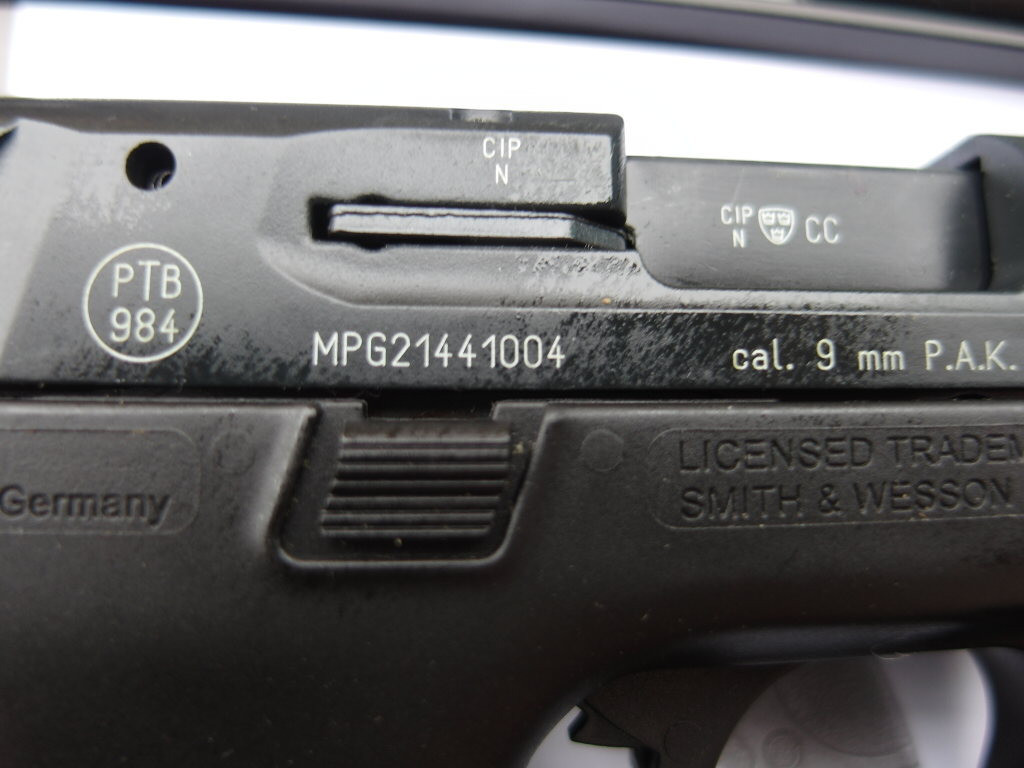 CIP
N
CIP
N
CC
PTB
984
MPG21441004
cal. 9 mm P.A.K.
Germany
LICENSED TRADEM
SMITH & WESSON